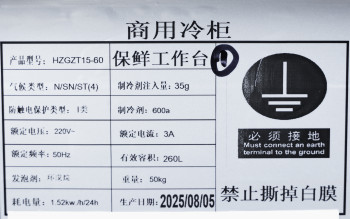 商用冷柜
产品型号: HZGZT15-60 保鲜工作台 ①
气候类型: N/SN/ST(4) 制冷剂注入量: 35g
防触电保护类型: I类 制冷剂: 600a
额定电压: 220V~ 额定电流: 3A
额定频率: 50Hz 有效容积: 260L
发泡剂: 环戊烷 重量: 50kg
耗电量: 1.52kw./h/24h 生产日期 2025/08/05
必须接地
Must connect an earth
terminal to the ground
禁止撕掉白膜